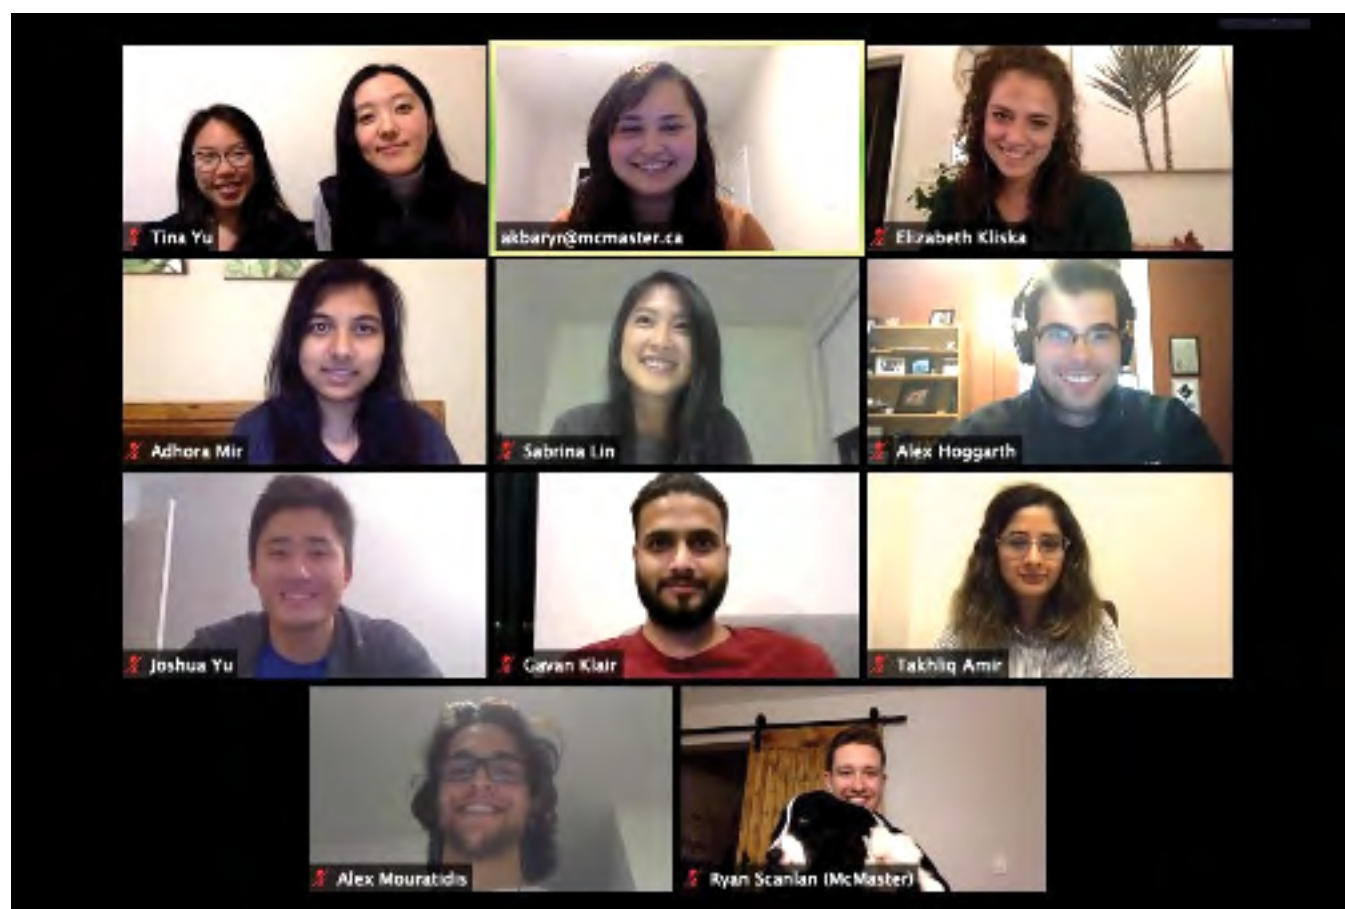 Tina Yu
akbaryr@mcmaster.ca
Elizabeth Kliska
Adhora Mir
Sabrina Lin
Alex Hoggarth
Joshua Yu
Gavan Klair
Takhliq Amir
Alex Mouratidis
Ryan Scanlan (McMaster)